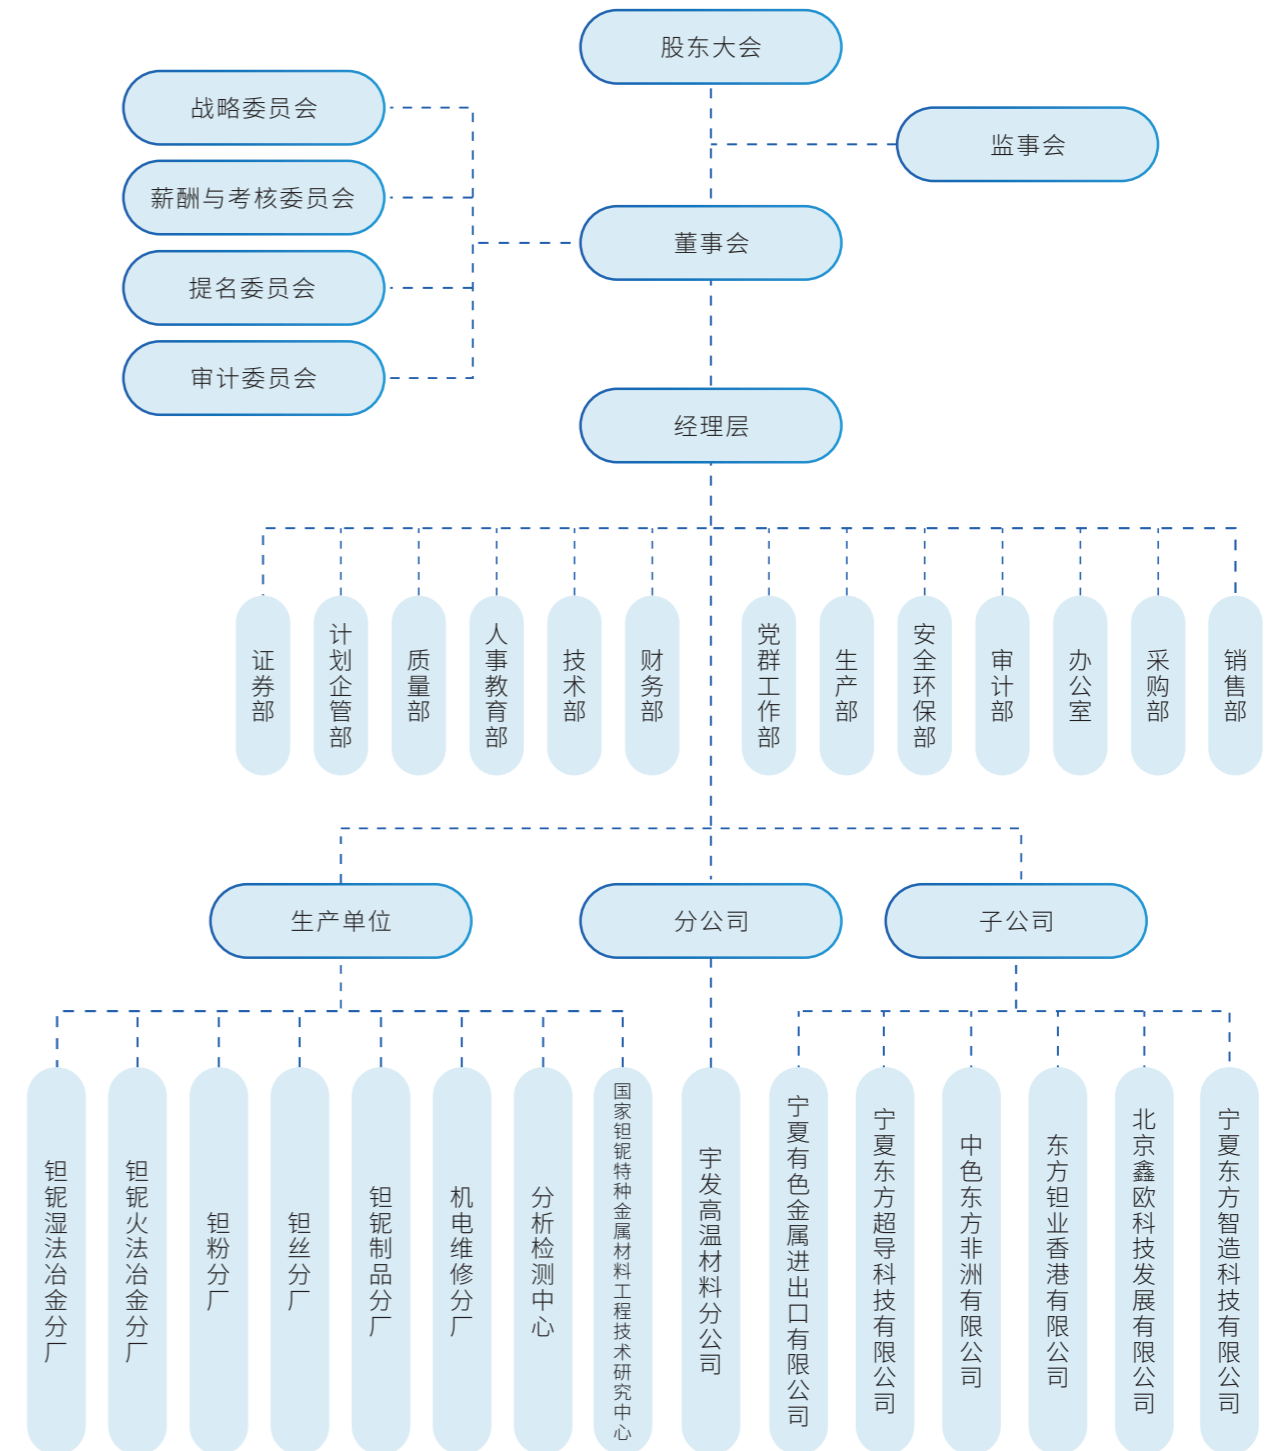 股东大会
战略委员会
监事会
薪酬与考核委员会
董事会
提名委员会
审计委员会
经理层
证券部
计划企管部
质量部
人事教育部
技术部
财务部
党群工作部
生产部
安全环保部
审计部
办公室
采购部
销售部
生产单位
分公司
子公司
钽铌湿法冶金分厂
钽铌火法冶金分厂
钽粉分厂
钽丝分厂
钽铌制品分厂
机电维修分厂
分析检测中心
国家钽铌特种金属材料工程技术研究中心
宇发高温材料分公司
宁夏有色金属进出口有限公司
宁夏东方超导科技有限公司
中色东方非洲有限公司
东方钽业香港有限公司
北京鑫欧科技发展有限公司
宁夏东方智造科技有限公司